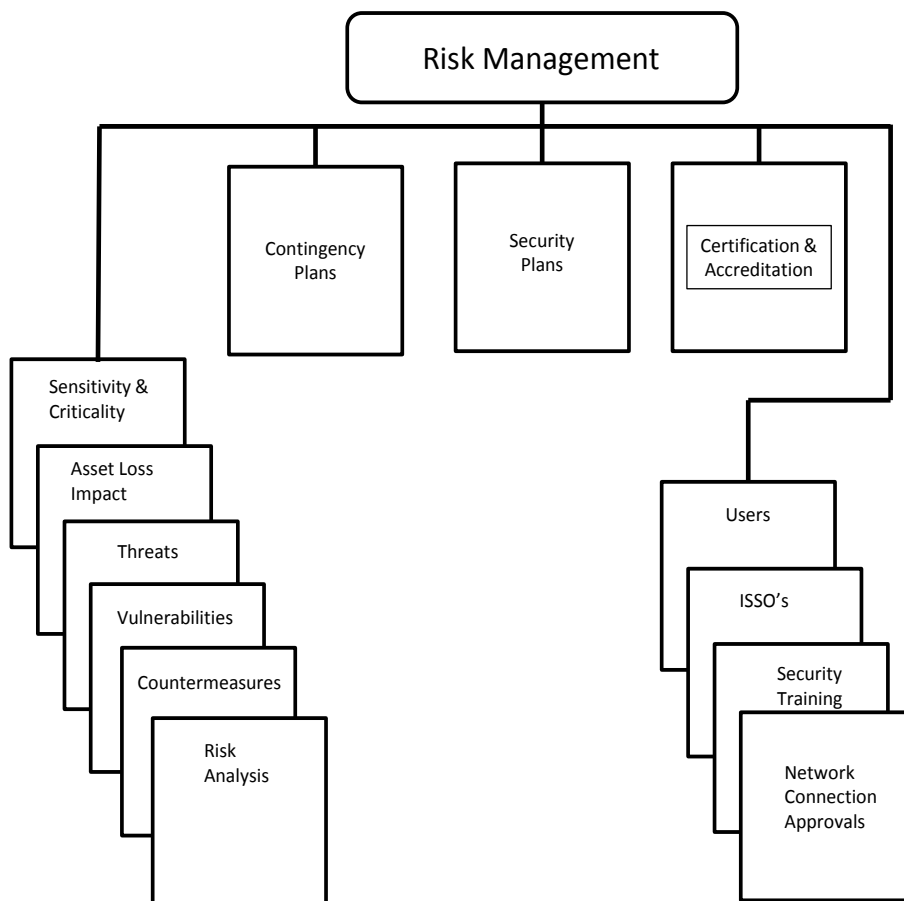 Risk Management
Contingency
Plans
Security
Plans
Certification &
Accreditation
Sensitivity &
Criticality
Asset Loss
Impact
Threats
Vulnerabilities
Countermeasures
Risk
Analysis
Users
ISSO's
Security
Training
Network
Connection
Approvals